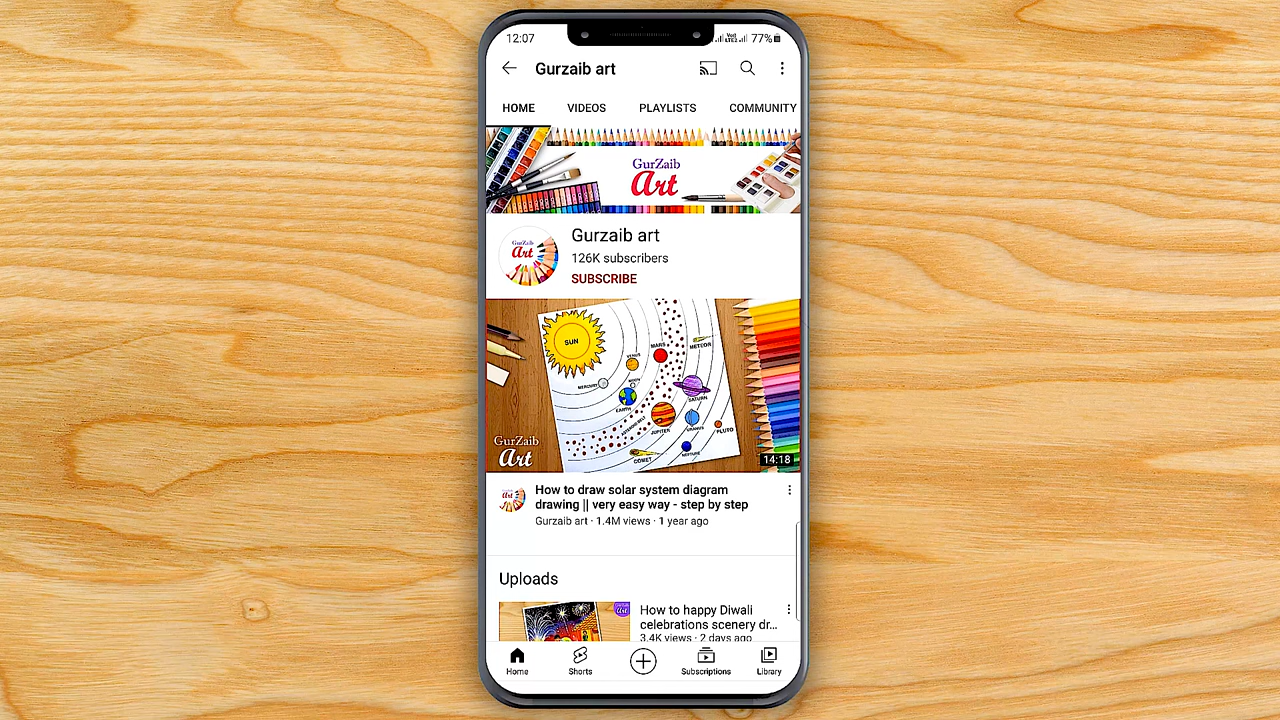 12:07
77%
Gurzaib art
HOME VIDEOS PLAYLISTS COMMUNITY
GurZaib
Art
GurZaib
Art
Gurzaib art
126K subscribers
SUBSCRIBE
SUN
VENUS
MARS
METEOR
MERCURY
EARTH
SATURN
JUPITER
URANUS
PLUTO
COMET
NEPTUNE
GurZaib
Art
14:18
Art
How to draw solar system diagram
drawing || very easy way - step by step
Gurzaib art · 1.4M views · 1 year ago
Uploads
How to happy Diwali
celebrations scenery dr...
3.4K views · 2 days ago
Home Shorts Subscriptions Library